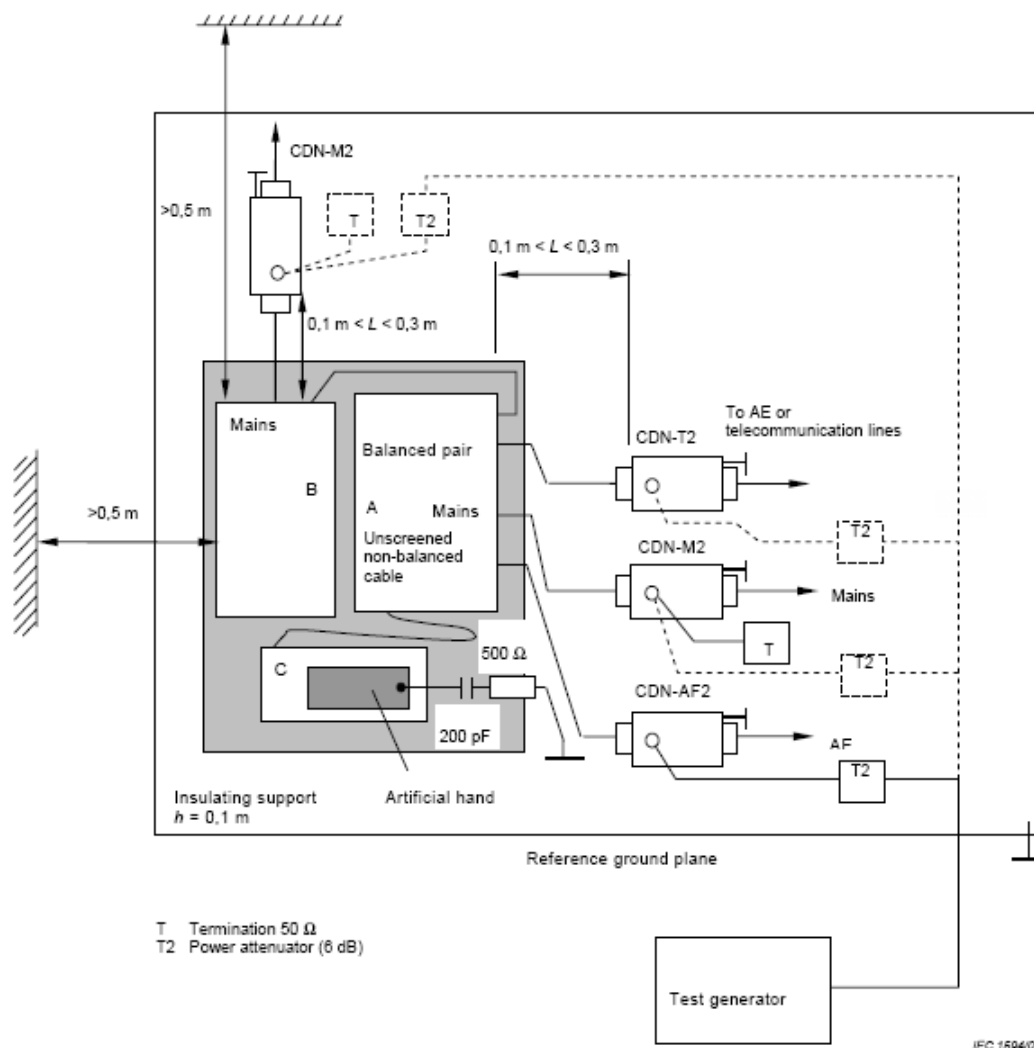 CDN-M2
>0,5 m
T
T2
0,1 m < L < 0,3 m
0,1 m < L < 0,3 m
Mains
B
Balanced pair
A
Mains
Unscreened
non-balanced
cable
CDN-T2
To AE or
telecommunication lines
T2
>0,5 m
CDN-M2
Mains
T
T2
C
500 Ω
200 pF
CDN-AF2
T2
Insulating support
h = 0,1 m
Artificial hand
Reference ground plane
T Termination 50 Ω
T2 Power attenuator (6 dB)
Test generator